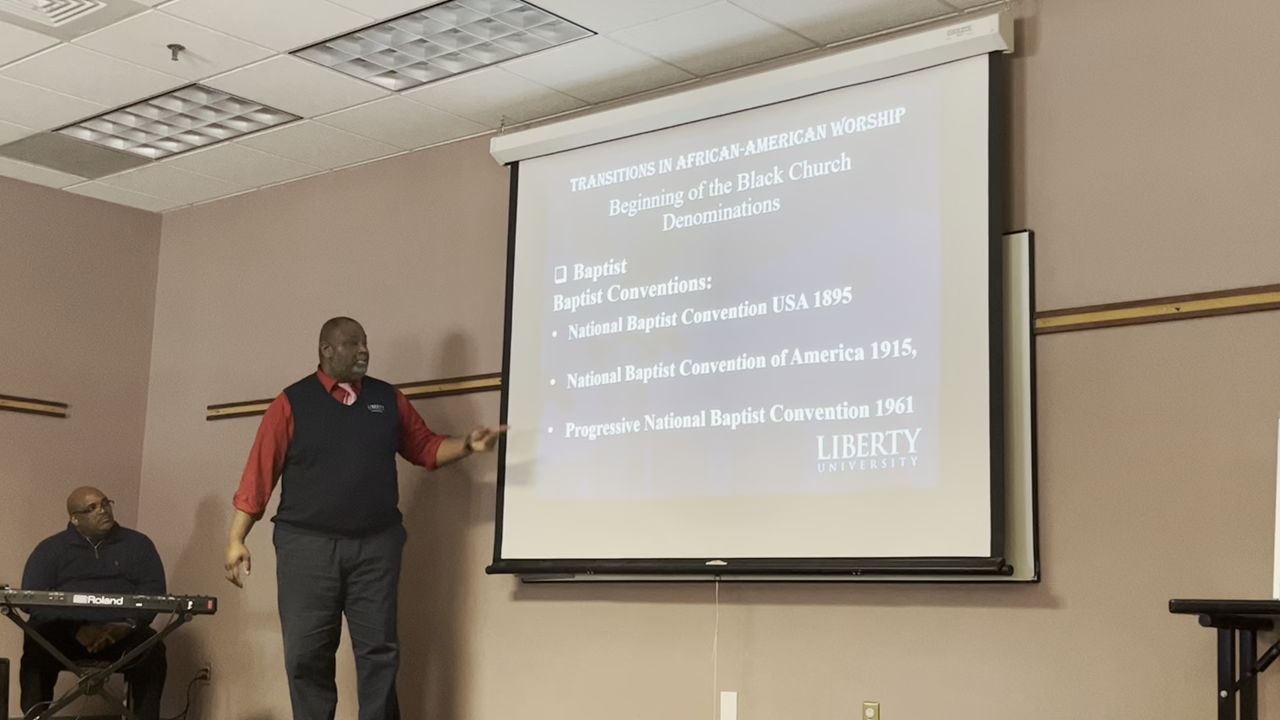 TRANSITIONS IN AFRICAN-AMERICAN WORSHIP
Beginning of the Black Church
Denominations
❑ Baptist
Baptist Conventions:
• National Baptist Convention USA 1895
• National Baptist Convention of America 1915,
• Progressive National Baptist Convention 1961
LIBERTY
UNIVERSITY
LIBERTY
Roland